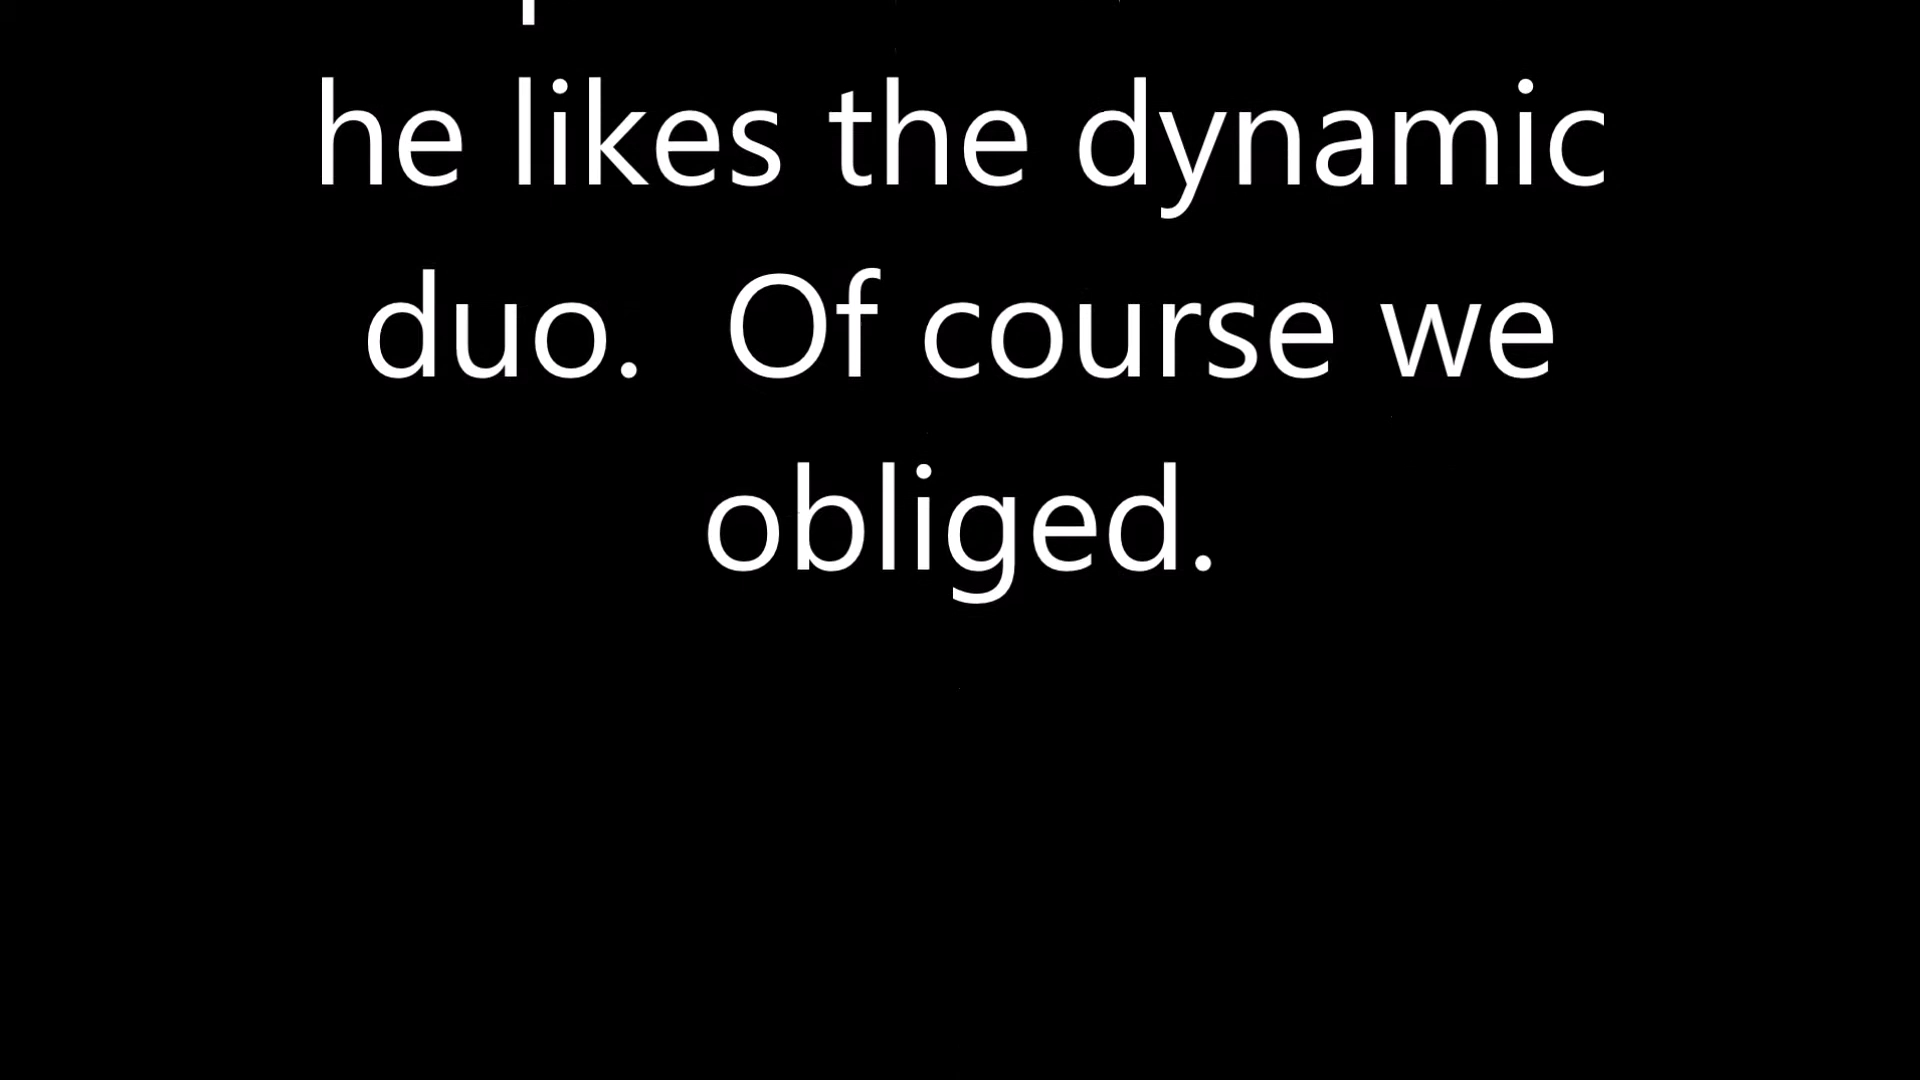 he likes the dynamic
duo.  Of course we
obliged.